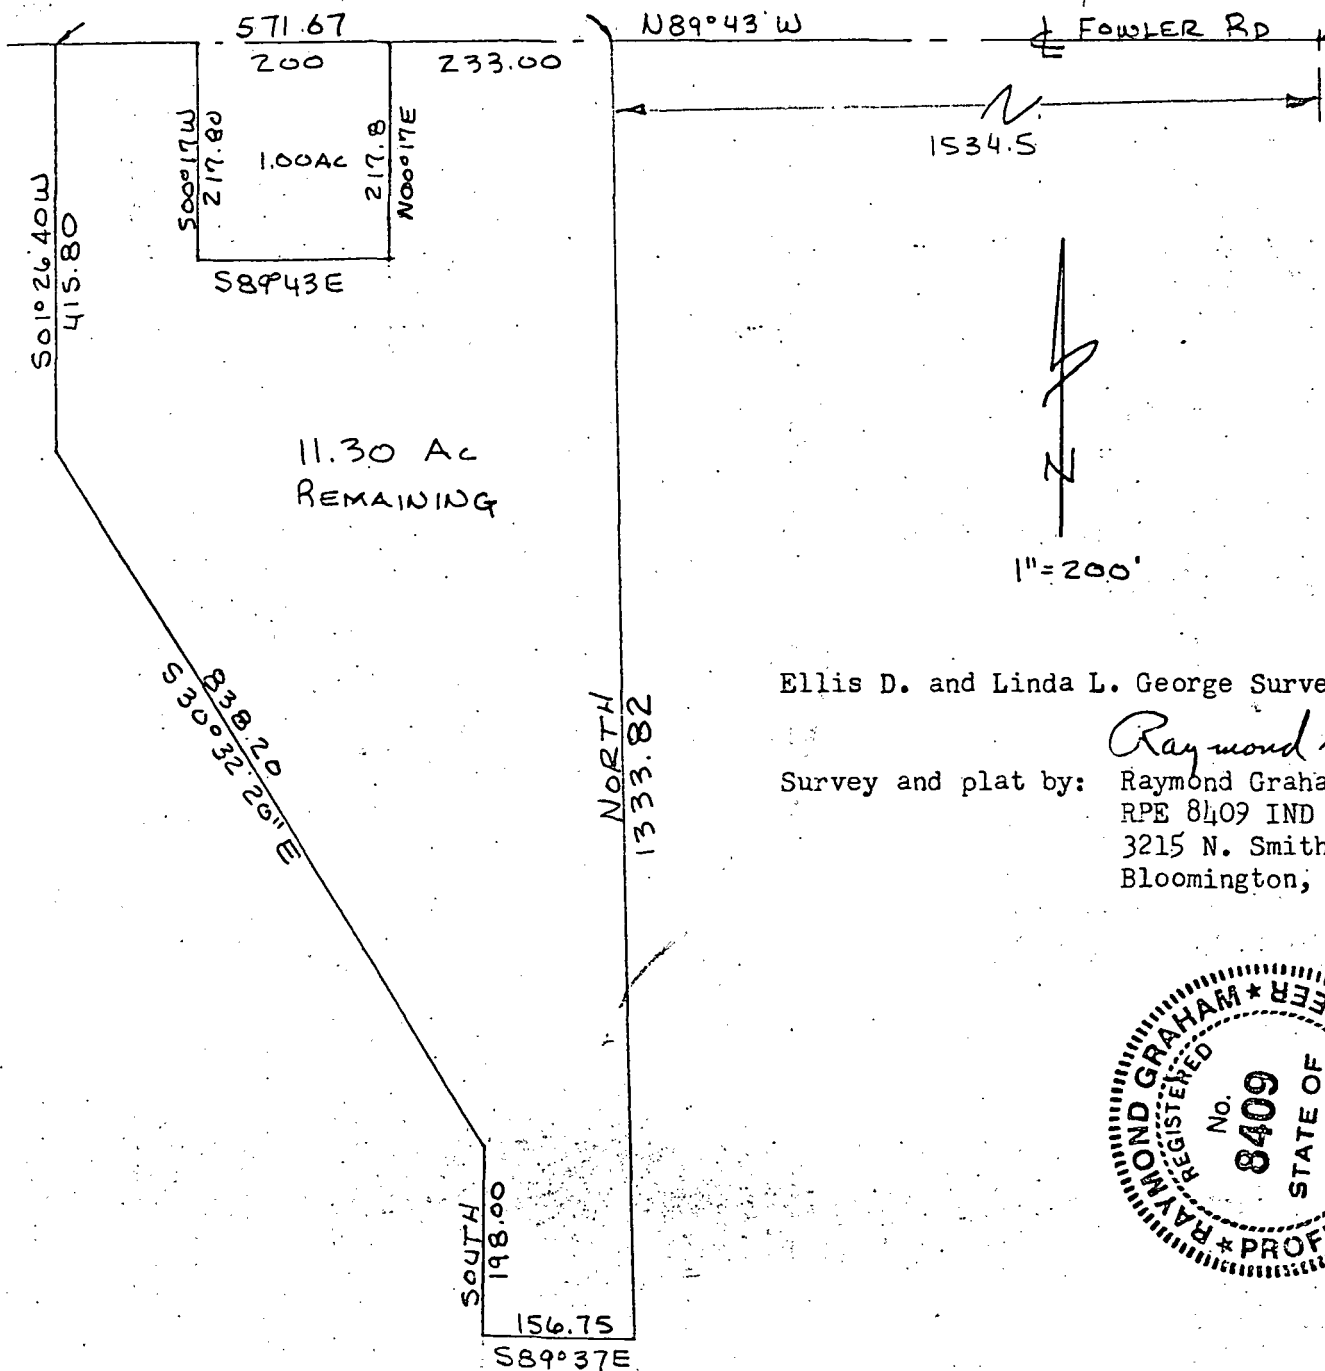 571.67
N89°43'W
℄ FOWLER RD
200
233.00
1534.5
S00°17W
217.80
1.00AC
217.8
N00°17E
S89°43E
S01°26'40W
415.80
11.30 Ac
REMAINING
N
1"=200'
838.20
S30°32'20"E
NORTH
1333.82
Ellis D. and Linda L. George Surve
Raymond
Survey and plat by: Raymond Graha
RPE 8409 IND
3215 N. Smith
Bloomington,
RAYMOND GRAHAM
REGISTERED
No.
8409
STATE OF
PROF
EER
SOUTH
198.00
156.75
S89°37E